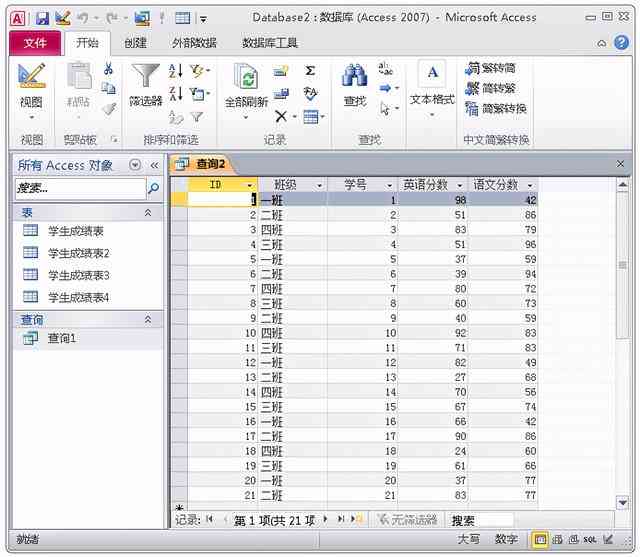 Database2 : 数据库 (Access 2007) - Microsoft Access
文件 开始 创建 外部数据 数据库工具
视图 粘贴 筛选器 全部刷新 查找 文本格式 简繁转简
简转繁
简繁转换
视图 剪贴板 排序和筛选 记录 查找 中文简繁转换
所有 Access 对象
搜索...
表
学生成绩表
学生成绩表2
学生成绩表3
学生成绩表4
查询
查询1
查询2
ID 班级 学号 英语分数 语文分数
1 一班 1 98 42
2 二班 2 51 86
3 四班 3 83 79
4 三班 4 51 96
5 一班 5 37 59
6 二班 6 39 94
7 四班 7 80 72
8 三班 8 60 73
9 二班 9 40 59
10 四班 10 92 83
11 三班 11 71 83
12 一班 12 82 49
13 二班 13 27 68
14 四班 14 70 56
15 三班 15 67 74
16 一班 16 66 42
17 二班 17 90 86
18 四班 18 24 60
19 三班 19 61 66
20 一班 20 37 77
21 二班 21 83 77
记录: 第 1 项(共 21 项 无筛选器 搜索
就绪 大写 数字 SQL